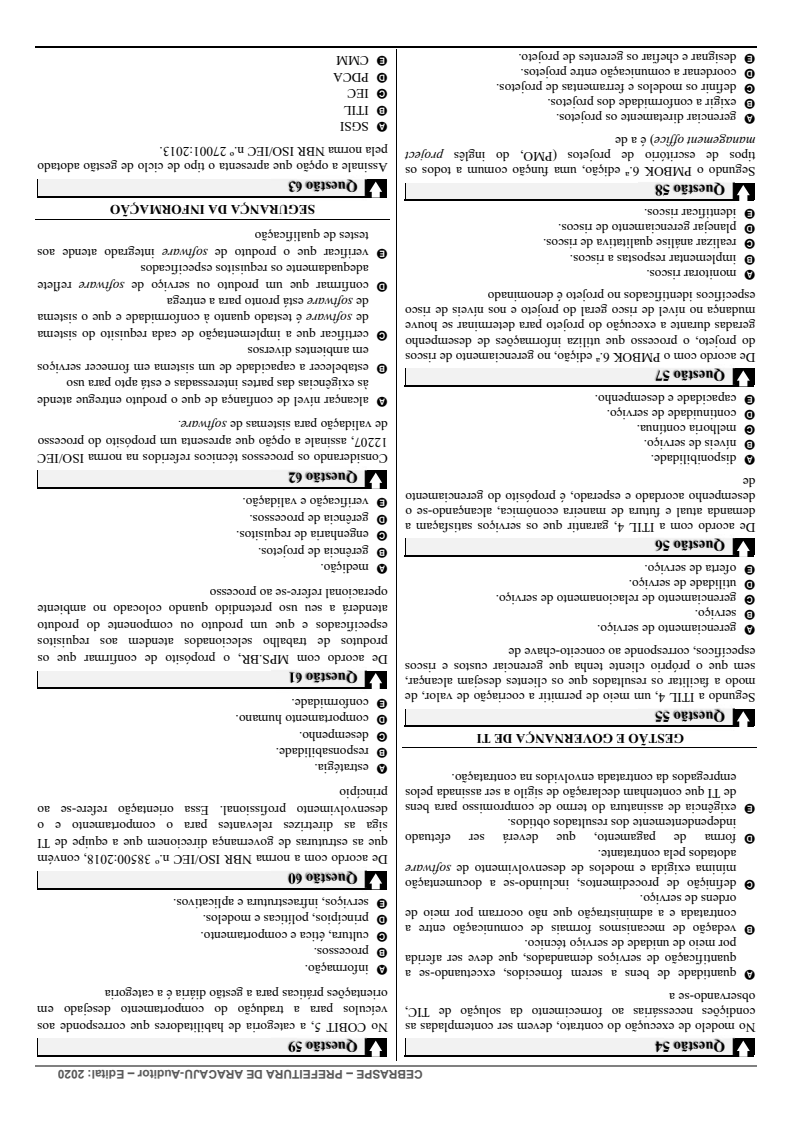 CEBRASPE – PREFEITURA DE ARACAJU-Auditor – Edital: 2020
Questão 54
No modelo de execução do contrato, devem ser contempladas as
condições necessárias ao fornecimento da solução de TIC,
observando-se a
A quantidade de bens a serem fornecidos, excetuando-se a
quantificação de serviços demandados, que deve ser aferida
por meio de unidade de serviço técnico.
B vedação de mecanismos formais de comunicação entre a
contratada e a administração que não ocorram por meio de
ordens de serviço.
C definição de procedimentos, incluindo-se a documentação
mínima exigida e modelos de desenvolvimento de software
adotados pela contratante.
D forma de pagamento, que deverá ser efetuado
independentemente dos resultados obtidos.
E exigência de assinatura do termo de compromisso para bens
de TI que contenham declaração de sigilo a ser assinada pelos
empregados da contratada envolvidos na contratação.
GESTÃO E GOVERNANÇA DE TI
Questão 55
Segundo a ITIL 4, um meio de permitir a cocriação de valor, de
modo a facilitar os resultados que os clientes desejam alcançar,
sem que o próprio cliente tenha que gerenciar custos e riscos
específicos, corresponde ao conceito-chave de
A gerenciamento de serviço.
B serviço.
C gerenciamento de relacionamento de serviço.
D utilidade de serviço.
E oferta de serviço.
Questão 56
De acordo com a ITIL 4, garantir que os serviços satisfaçam a
demanda atual e futura de maneira econômica, alcançando-se o
desempenho acordado e esperado, é propósito do gerenciamento
de
A disponibilidade.
B níveis de serviço.
C melhoria contínua.
D continuidade de serviço.
E capacidade e desempenho.
Questão 57
De acordo com o PMBOK 6.ª edição, no gerenciamento de riscos
do projeto, o processo que utiliza informações de desempenho
geradas durante a execução do projeto para determinar se houve
mudança no nível de risco geral do projeto e nos níveis de risco
específicos identificados no projeto é denominado
A monitorar riscos.
B implementar respostas a riscos.
C realizar análise qualitativa de riscos.
D planejar gerenciamento de riscos.
E identificar riscos.
Questão 58
Segundo o PMBOK 6.ª edição, uma função comum a todos os
tipos de escritório de projetos (PMO, do inglês project
management office) é a de
A gerenciar diretamente os projetos.
B exigir a conformidade dos projetos.
C definir os modelos e ferramentas de projetos.
D coordenar a comunicação entre projetos.
E designar e chefiar os gerentes de projeto.
Questão 59
No COBIT 5, a categoria de habilitadores que corresponde aos
veículos para a tradução do comportamento desejado em
orientações práticas para a gestão diária é a categoria
A informação.
B processos.
C cultura, ética e comportamento.
D princípios, políticas e modelos.
E serviços, infraestrutura e aplicativos.
Questão 60
De acordo com a norma NBR ISO/IEC n.º 38500:2018, convém
que as estruturas de governança direcionem que a equipe de TI
siga as diretrizes relevantes para o comportamento e o
desenvolvimento profissional. Essa orientação refere-se ao
princípio
A estratégia.
B responsabilidade.
C desempenho.
D comportamento humano.
E conformidade.
Questão 61
De acordo com MPS.BR, o propósito de confirmar que os
produtos de trabalho selecionados atendem aos requisitos
especificados e que um produto ou componente do produto
atenderá a seu uso pretendido quando colocado no ambiente
operacional refere-se ao processo
A medição.
B gerência de projetos.
C engenharia de requisitos.
D gerência de processos.
E verificação e validação.
Questão 62
Considerando os processos técnicos referidos na norma ISO/IEC
12207, assinale a opção que apresenta um propósito do processo
de validação para sistemas de software.
A alcançar nível de confiança de que o produto entregue atende
às exigências das partes interessadas e está apto para uso
B estabelecer a capacidade de um sistema em fornecer serviços
em ambientes diversos
C certificar que a implementação de cada requisito do sistema
de software é testado quanto à conformidade e que o sistema
de software está pronto para a entrega
D confirmar que um produto ou serviço de software reflete
adequadamente os requisitos especificados
E verificar que o produto de software integrado atende aos
testes de qualificação
SEGURANÇA DA INFORMAÇÃO
Questão 63
Assinale a opção que apresenta o tipo de ciclo de gestão adotado
pela norma NBR ISO/IEC n.º 27001:2013.
A SGSI
B ITIL
C IEC
D PDCA
E CMM